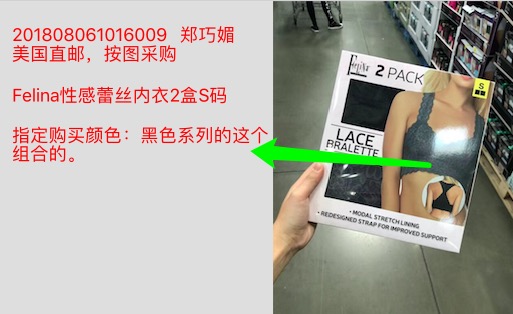 201808061016009 郑巧媚
美国直邮，按图采购
Felina性感蕾丝内衣2盒S码
指定购买颜色：黑色系列的这个
组合的。
Felina
2 PACK
S
LACE
BRALETTE
• MODAL STRETCH LINING
• REDESIGNED STRAP FOR IMPROVED SUPPORT